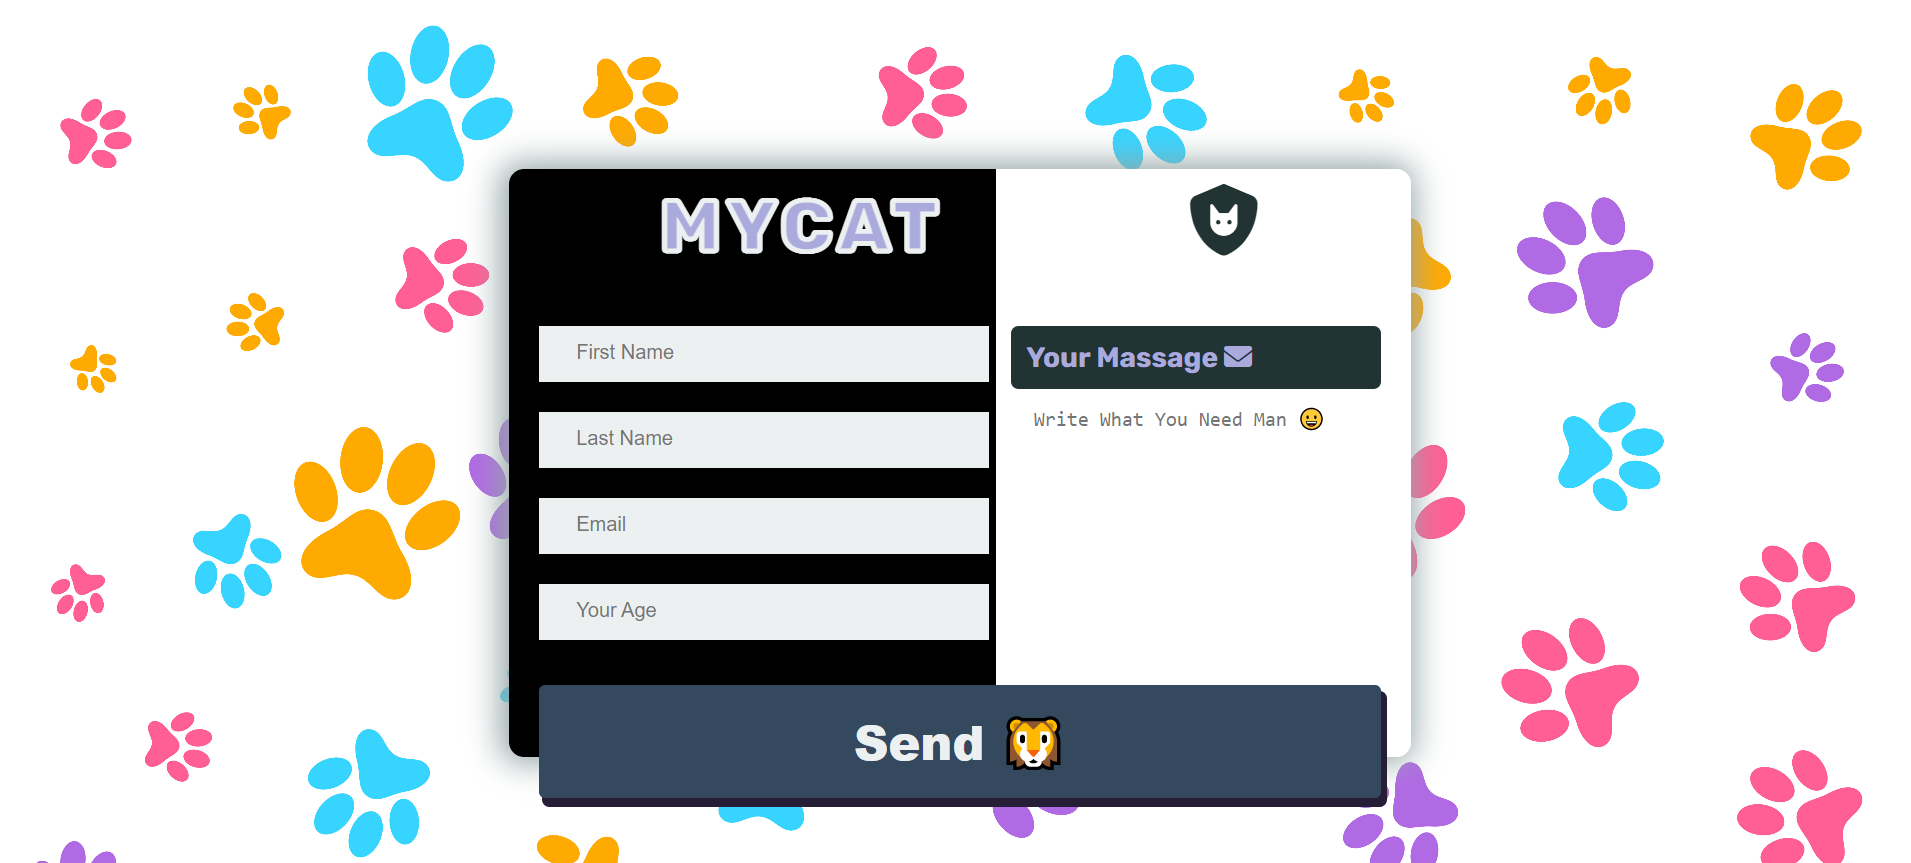 MYCAT
First Name
Last Name
Email
Your Age
Your Massage
Write What You Need Man 😀
Send 🦁